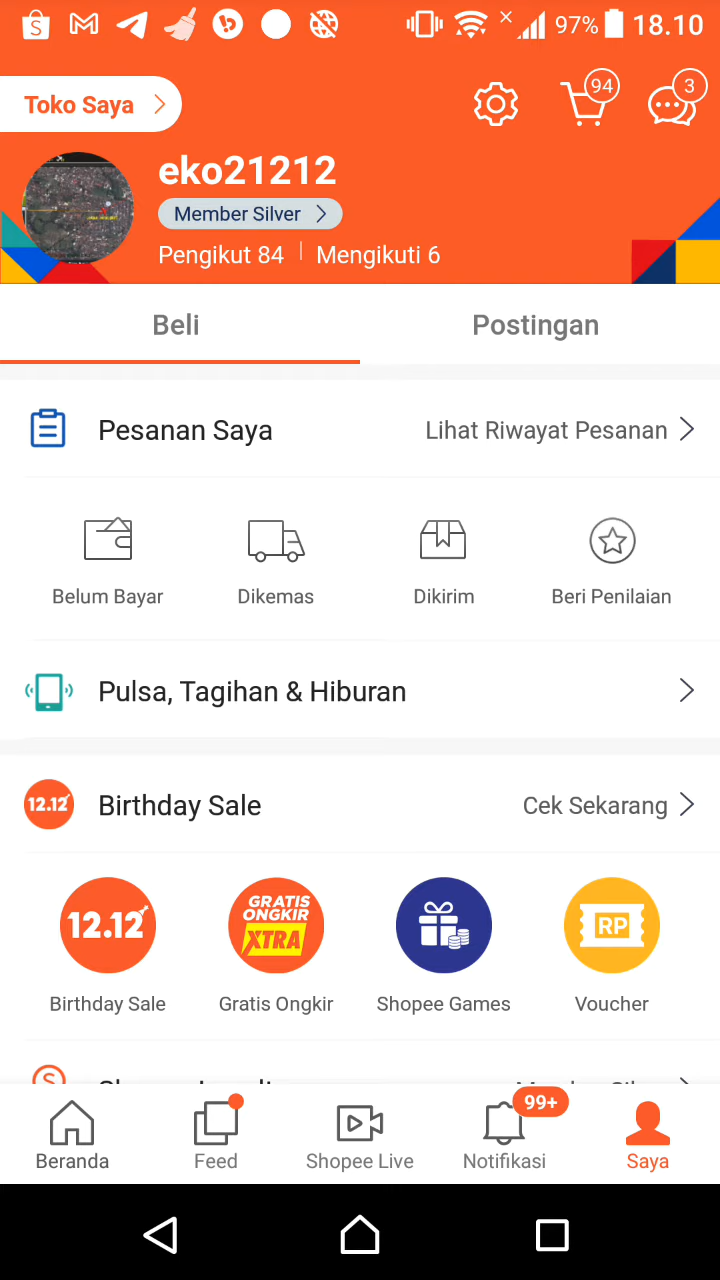 97% 18.10
Toko Saya
94
3
eko21212
Member Silver
Pengikut 84 Mengikuti 6
Beli Postingan
Pesanan Saya Lihat Riwayat Pesanan
Belum Bayar Dikemas Dikirim Beri Penilaian
Pulsa, Tagihan & Hiburan
12.12 Birthday Sale Cek Sekarang
12.12
GRATIS
ONGKIR
XTRA
RP
Birthday Sale Gratis Ongkir Shopee Games Voucher
99+
Beranda Feed Shopee Live Notifikasi Saya